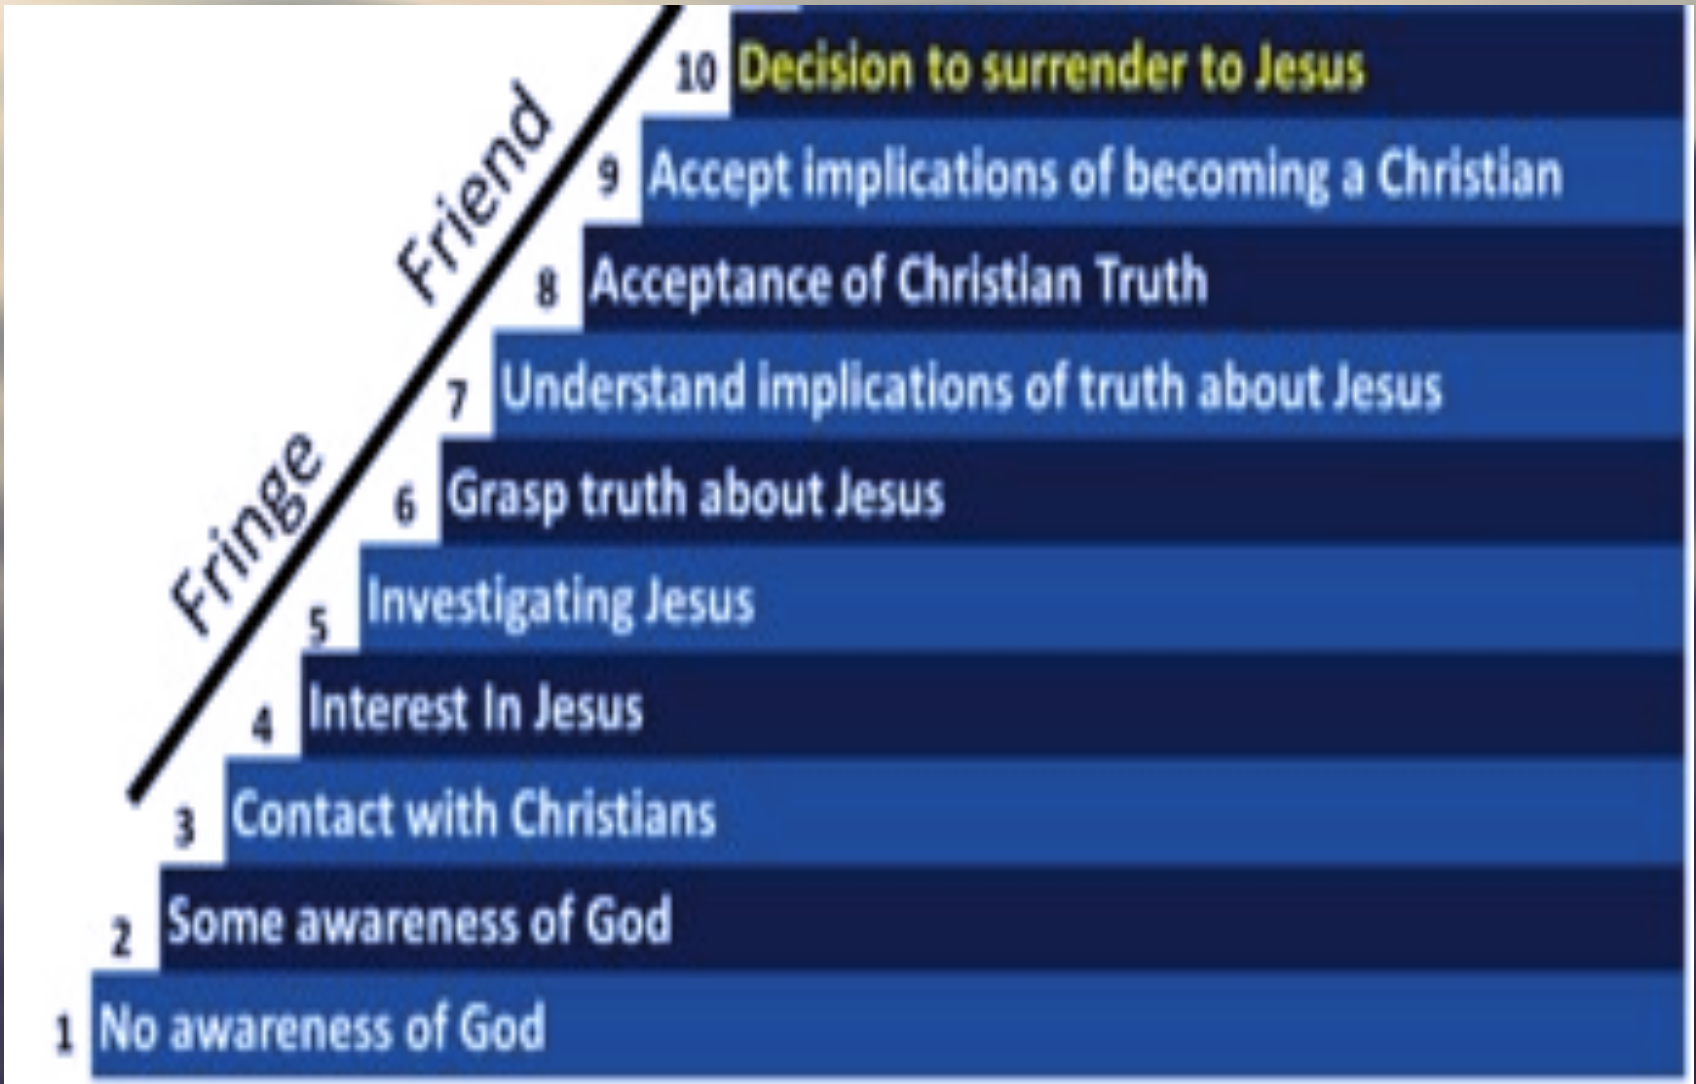 10 Decision to surrender to Jesus
9 Accept implications of becoming a Christian
Friend
8 Acceptance of Christian Truth
7 Understand implications of truth about Jesus
6 Grasp truth about Jesus
Fringe
5 Investigating Jesus
4 Interest In Jesus
3 Contact with Christians
2 Some awareness of God
1 No awareness of God